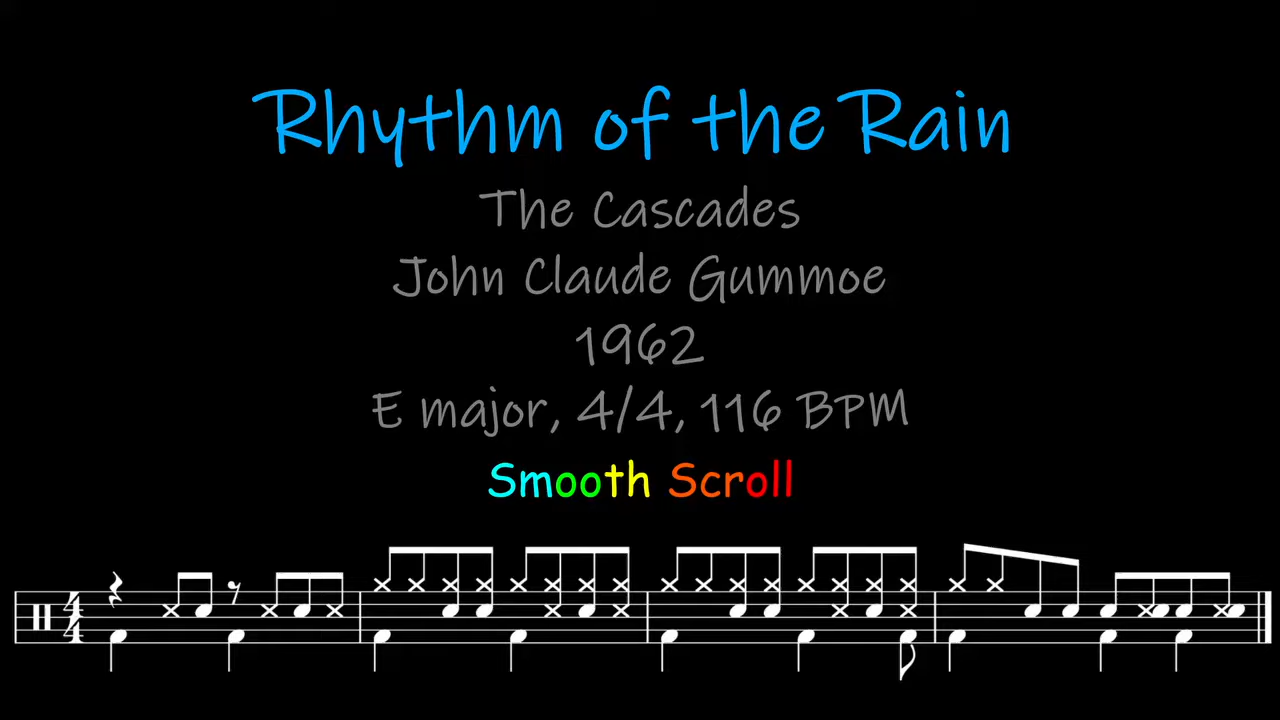 Rhythm of the Rain
The Cascades
John Claude Gummoe
1962
E major, 4/4, 116 BPM
Smooth Scroll
4
4